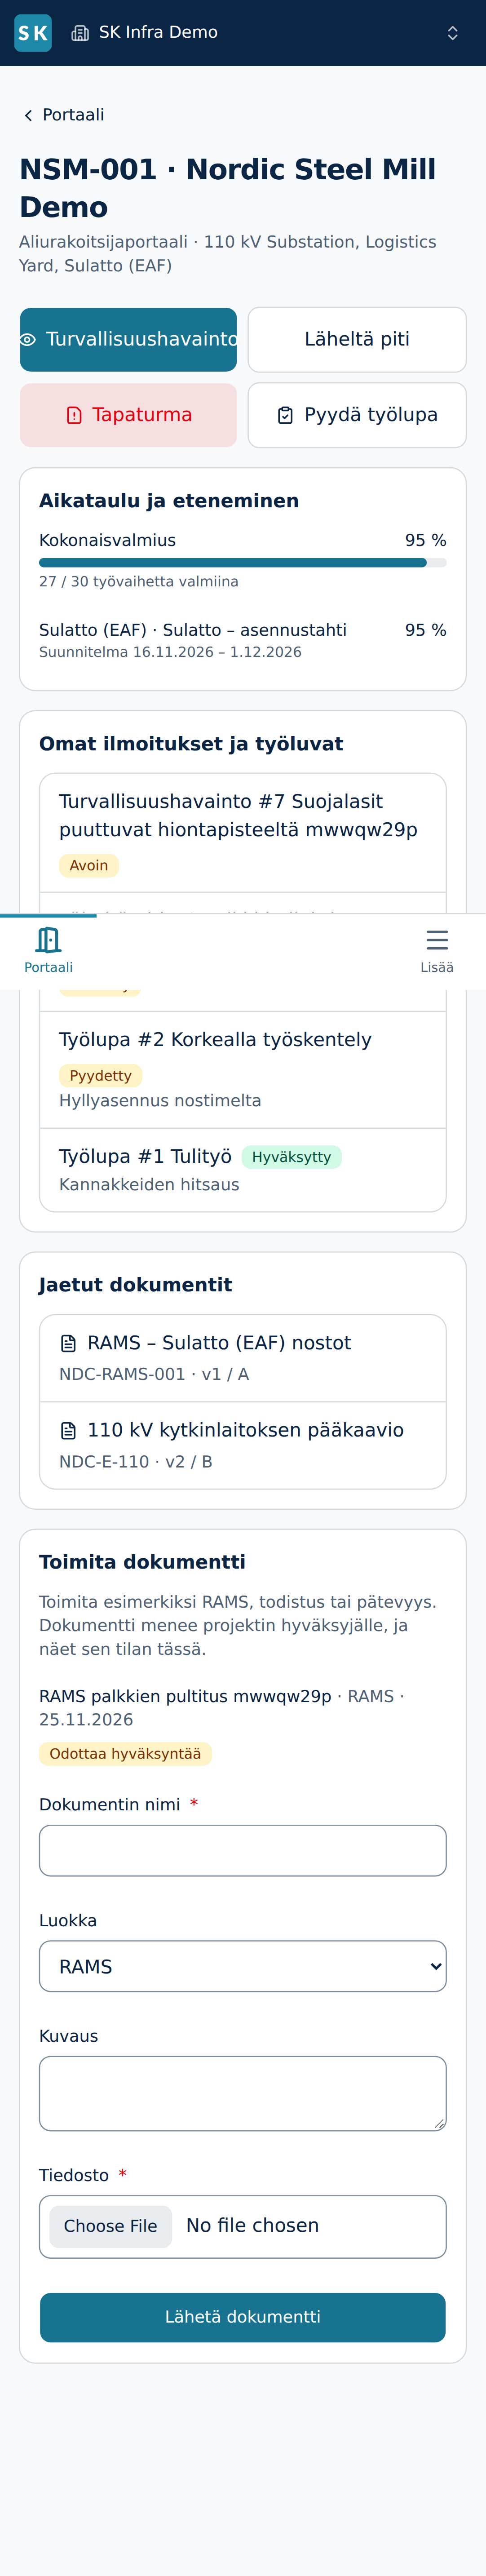 SK
SK Infra Demo
Portaali
NSM-001 · Nordic Steel Mill
Demo
Aliurakoitsijaportaali · 110 kV Substation, Logistics
Yard, Sulatto (EAF)
Turvallisuushavainto
Läheltä piti
Tapaturma
Pyydä työlupa
Aikataulu ja eteneminen
Kokonaisvalmius 95 %
27 / 30 työvaihetta valmiina
Sulatto (EAF) · Sulatto – asennustahti 95 %
Suunnitelma 16.11.2026 – 1.12.2026
Omat ilmoitukset ja työluvat
Turvallisuushavainto #7 Suojalasit
puuttuvat hiontapisteeltä mwwqw29p
Avoin
Portaali
Lisää
Työlupa #2 Korkealla työskentely
Pyydetty
Hyllyasennus nostimelta
Työlupa #1 Tulityö Hyväksytty
Kannakkeiden hitsaus
Jaetut dokumentit
RAMS – Sulatto (EAF) nostot
NDC-RAMS-001 · v1 / A
110 kV kytkinlaitoksen pääkaavio
NDC-E-110 · v2 / B
Toimita dokumentti
Toimita esimerkiksi RAMS, todistus tai pätevyys.
Dokumentti menee projektin hyväksyjälle, ja
näet sen tilan tässä.
RAMS palkkien pultitus mwwqw29p · RAMS ·
25.11.2026
Odottaa hyväksyntää
Dokumentin nimi *
Luokka
RAMS
Kuvaus
Tiedosto *
Choose File No file chosen
Lähetä dokumentti